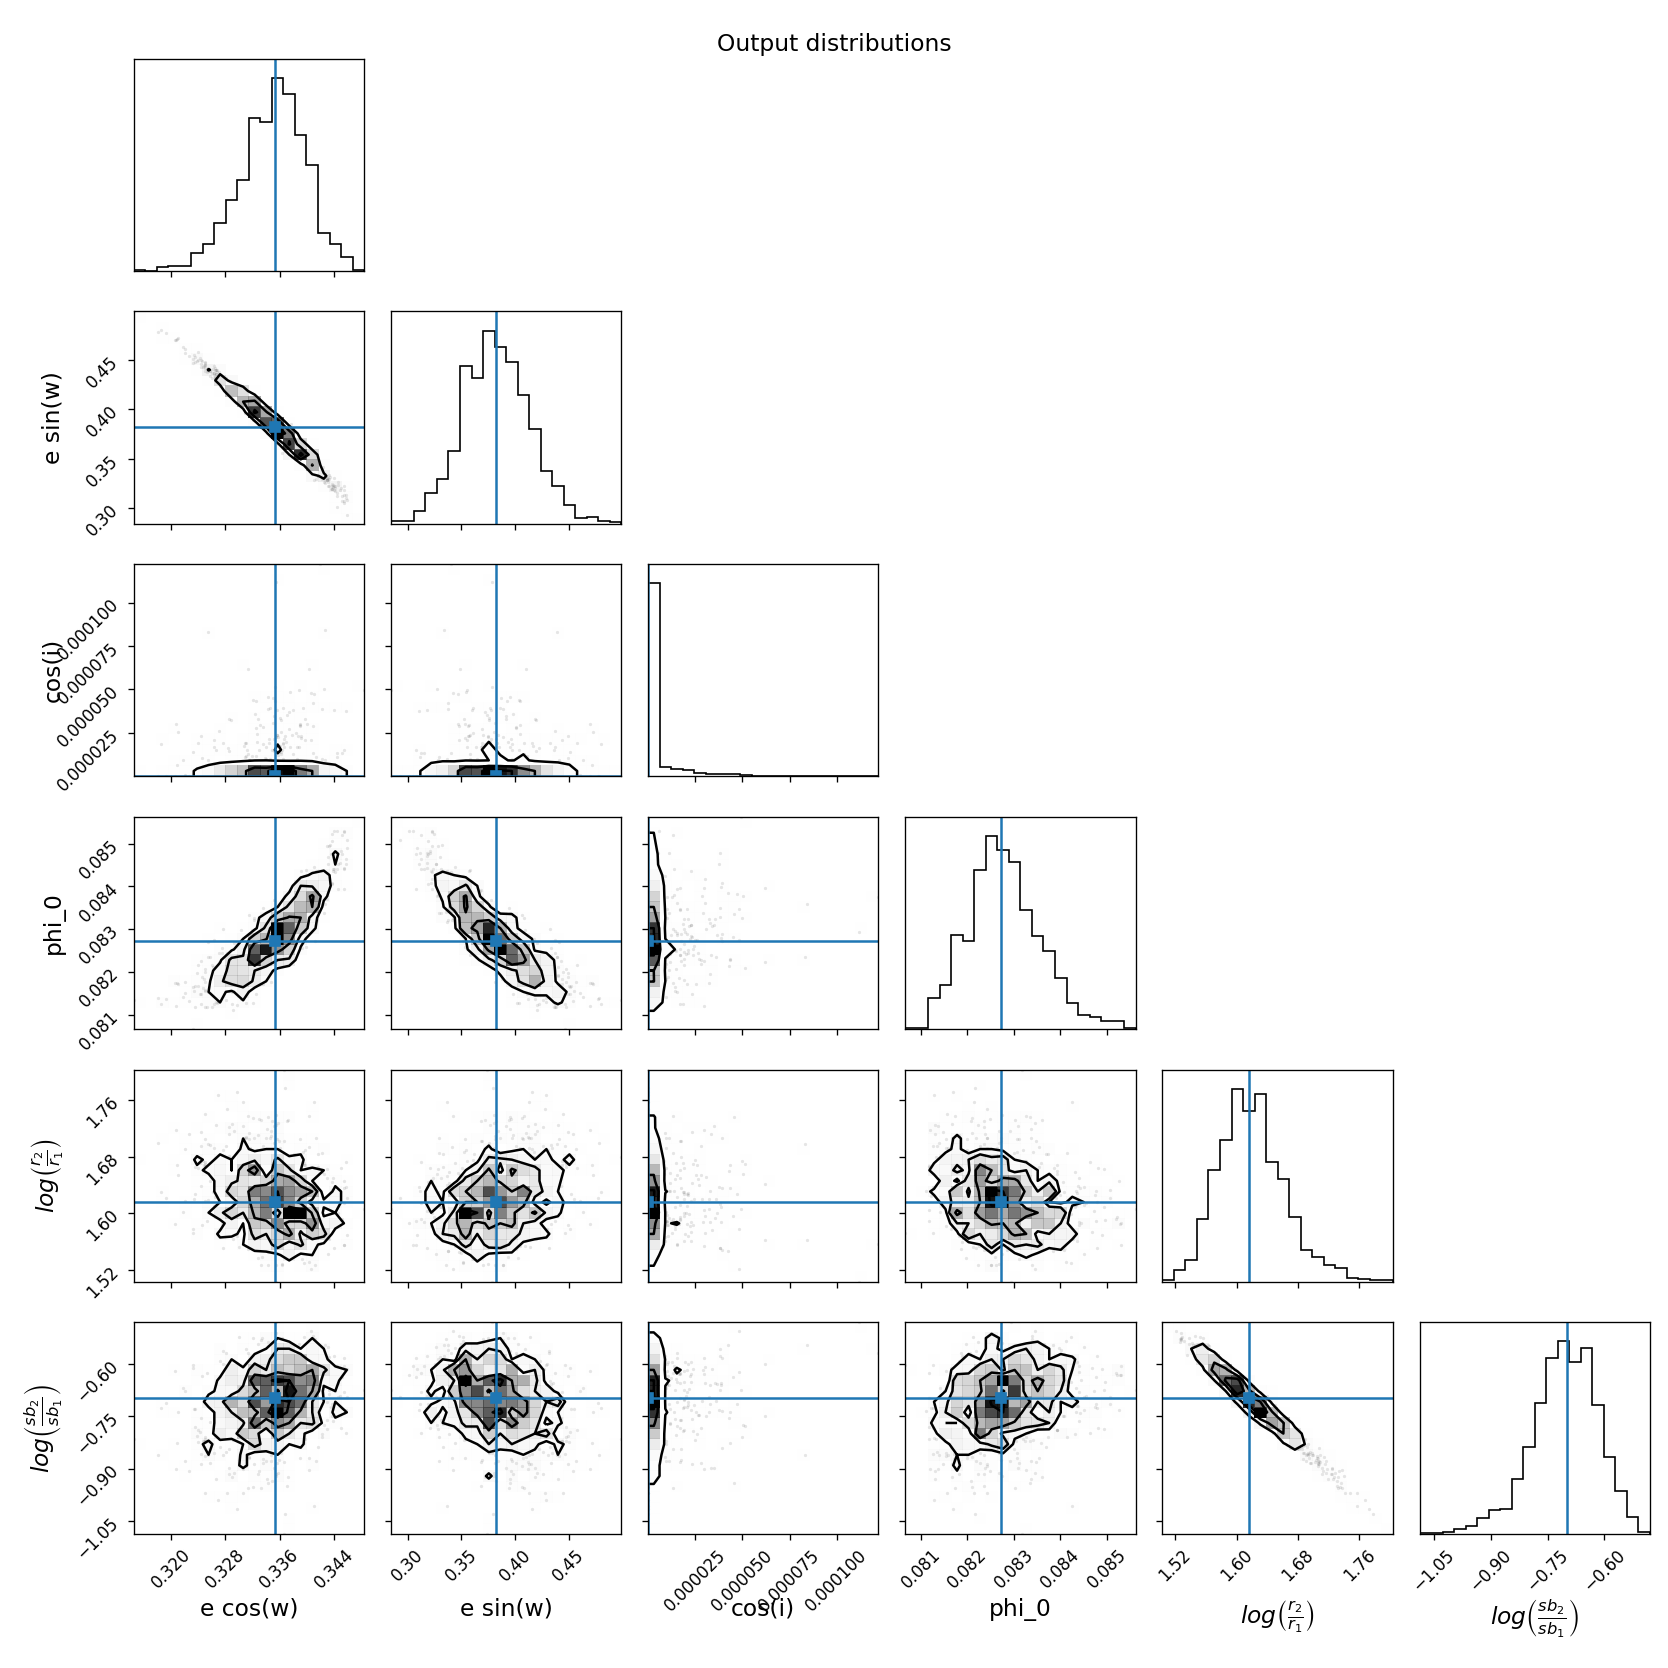 Output distributions
e sin(w)
0.45
0.40
0.35
0.30
cos(i)
0.000100
0.000075
0.000050
0.000025
phi_0
0.085
0.084
0.083
0.082
0.081
log(r₂/r₁)
1.76
1.68
1.60
1.52
log(sb₂/sb₁)
−0.60
−0.75
−0.90
−1.05
0.320 0.328 0.336 0.344
0.30 0.35 0.40 0.45
0.000025 0.000050 0.000075 0.000100
0.081 0.082 0.083 0.084 0.085
1.52 1.60 1.68 1.76
−1.05 −0.90 −0.75 −0.60
e cos(w)
e sin(w)
cos(i)
phi_0
log(r₂/r₁)
log(sb₂/sb₁)